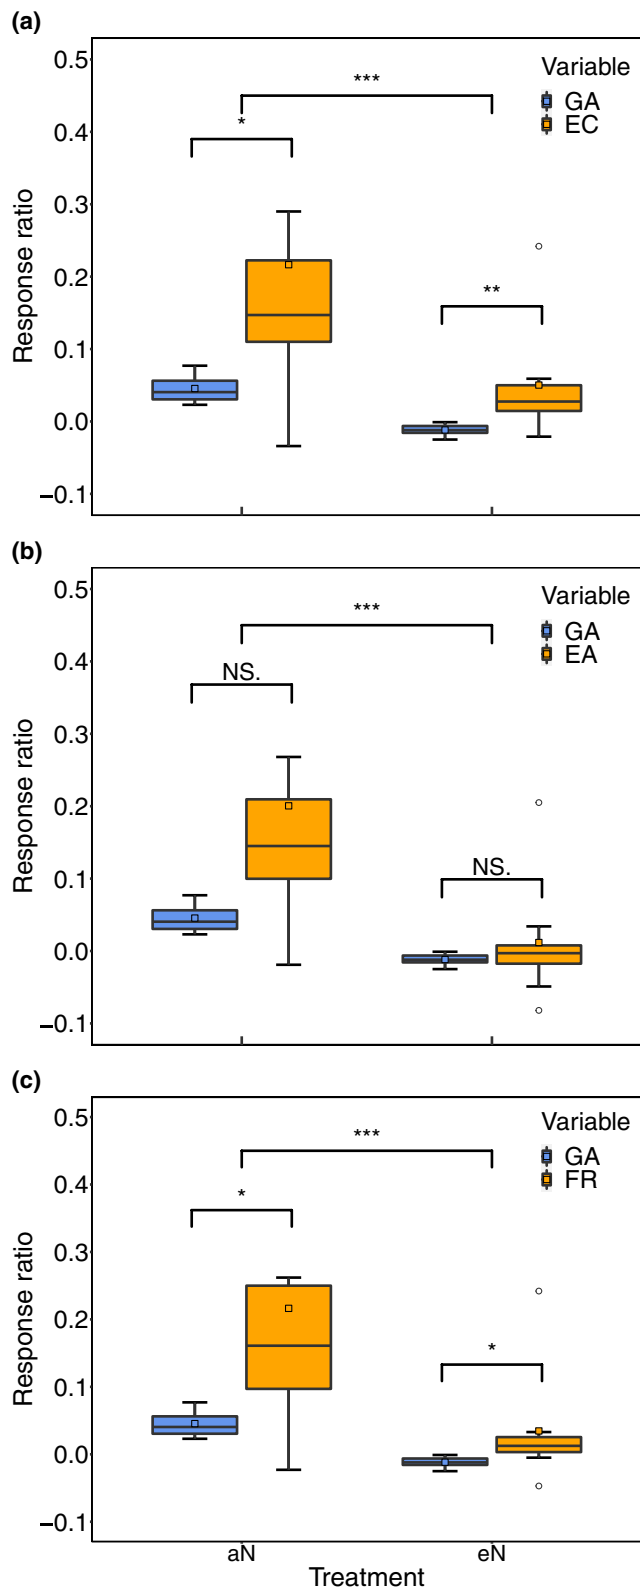 (a)
0.5
0.4
0.3
0.2
0.1
0.0
−0.1
Response ratio
***
*
**
Variable
GA
EC
(b)
0.5
0.4
0.3
0.2
0.1
0.0
−0.1
Response ratio
***
NS.
NS.
Variable
GA
EA
(c)
0.5
0.4
0.3
0.2
0.1
0.0
−0.1
Response ratio
***
*
*
Variable
GA
FR
aN
eN
Treatment